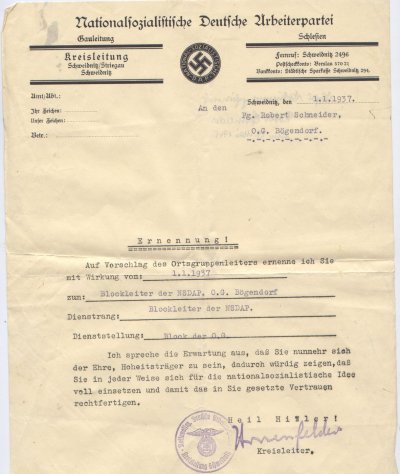 Nationalsozialistische Deutsche Arbeiterpartei
Gauleitung Schlesien
Kreisleitung
Schweidnitz/Striegau
Schweidnitz
Fernruf: Schweidnitz 2496
Postscheckkonto: Breslau 570 21
Bankkonto: Städtische Sparkasse Schweidnitz 294.
Amt/Abt.:
Ihr Zeichen:
Unser Zeichen:
Betr.:
Schweidnitz, den 1.1.1937.
An den
Pg. Robert Schneider,
O.G. Bögendorf.
Ernennung!
Auf Vorschlag des Ortsgruppenleiters ernenne ich Sie
mit Wirkung vom: 1.1.1937
zum: Blockleiter der NSDAP. O.G. Bögendorf
Dienstrang: Blockleiter der NSDAP.
Dienststellung: Block der O.G.
Ich spreche die Erwartung aus, daß Sie nunmehr sich
der Ehre, Hoheitsträger zu sein, dadurch würdig zeigen, daß
Sie in jeder Weise sich für die nationalsozialistische Idee
voll einsetzen und damit das in Sie gesetzte Vertrauen
rechtfertigen.
Heil Hitler!
Kreisleiter.